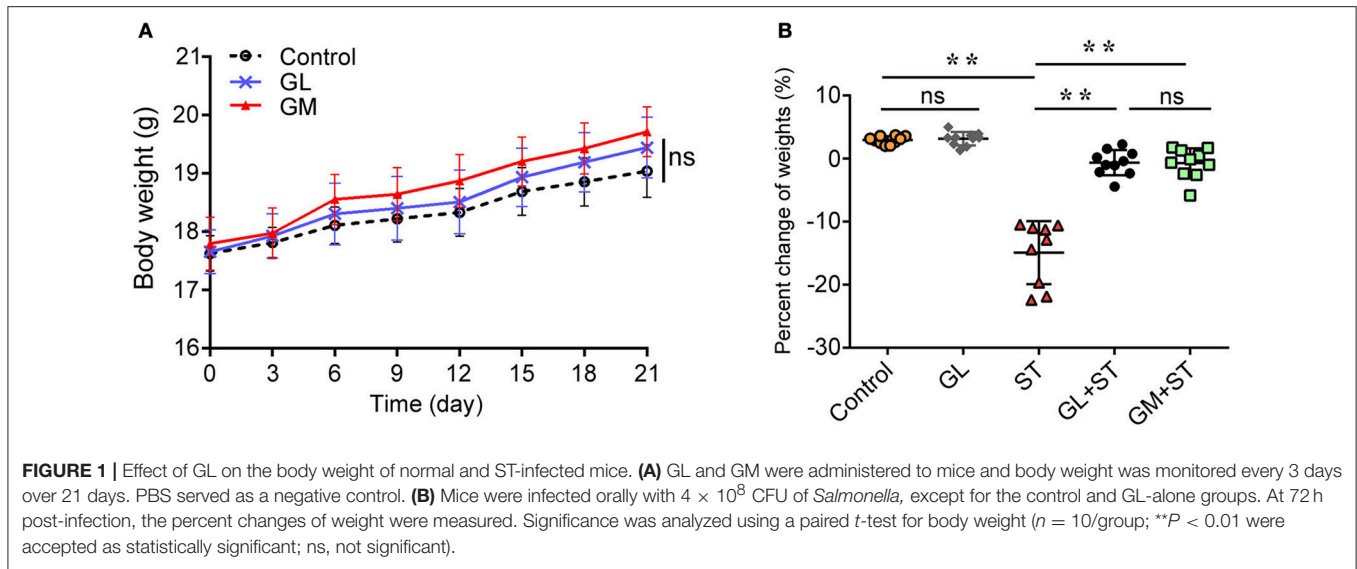 A
B
Control
GL
GM
21
20
19
18
17
16
Body weight (g)
ns
0 3 6 9 12 15 18 21
Time (day)
** 
**
ns
**
ns
10
0
-10
-20
-30
Percent change of weights (%)
Control GL ST GL+ST GM+ST
FIGURE 1 | Effect of GL on the body weight of normal and ST-infected mice. (A) GL and GM were administered to mice and body weight was monitored every 3 days
over 21 days. PBS served as a negative control. (B) Mice were infected orally with 4 × 10⁸ CFU of Salmonella, except for the control and GL-alone groups. At 72 h
post-infection, the percent changes of weight were measured. Significance was analyzed using a paired t-test for body weight (n = 10/group; **P < 0.01 were
accepted as statistically significant; ns, not significant).